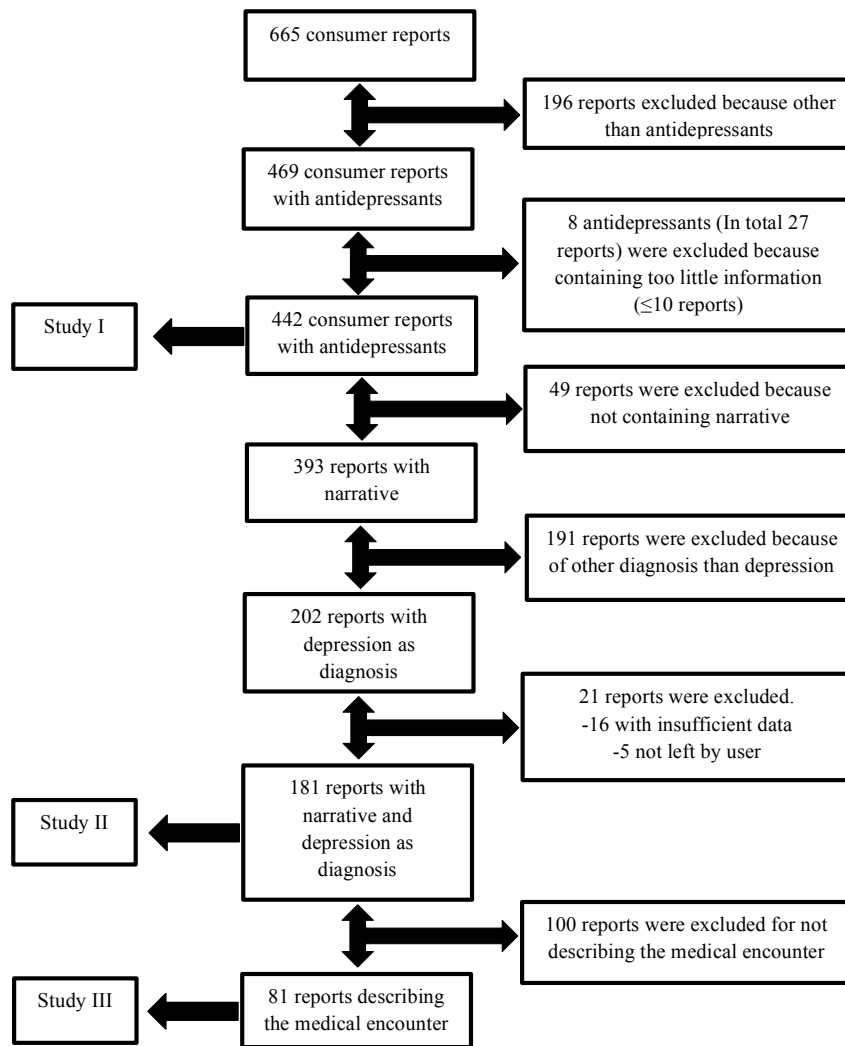 665 consumer reports
196 reports excluded because other
than antidepressants
469 consumer reports
with antidepressants
8 antidepressants (In total 27
reports) were excluded because
containing too little information
(≤10 reports)
Study I
442 consumer reports
with antidepressants
49 reports were excluded because
not containing narrative
393 reports with
narrative
191 reports were excluded because
of other diagnosis than depression
202 reports with
depression as
diagnosis
21 reports were excluded.
-16 with insufficient data
-5 not left by user
Study II
181 reports with
narrative and
depression as
diagnosis
100 reports were excluded for not
describing the medical encounter
Study III
81 reports describing
the medical encounter